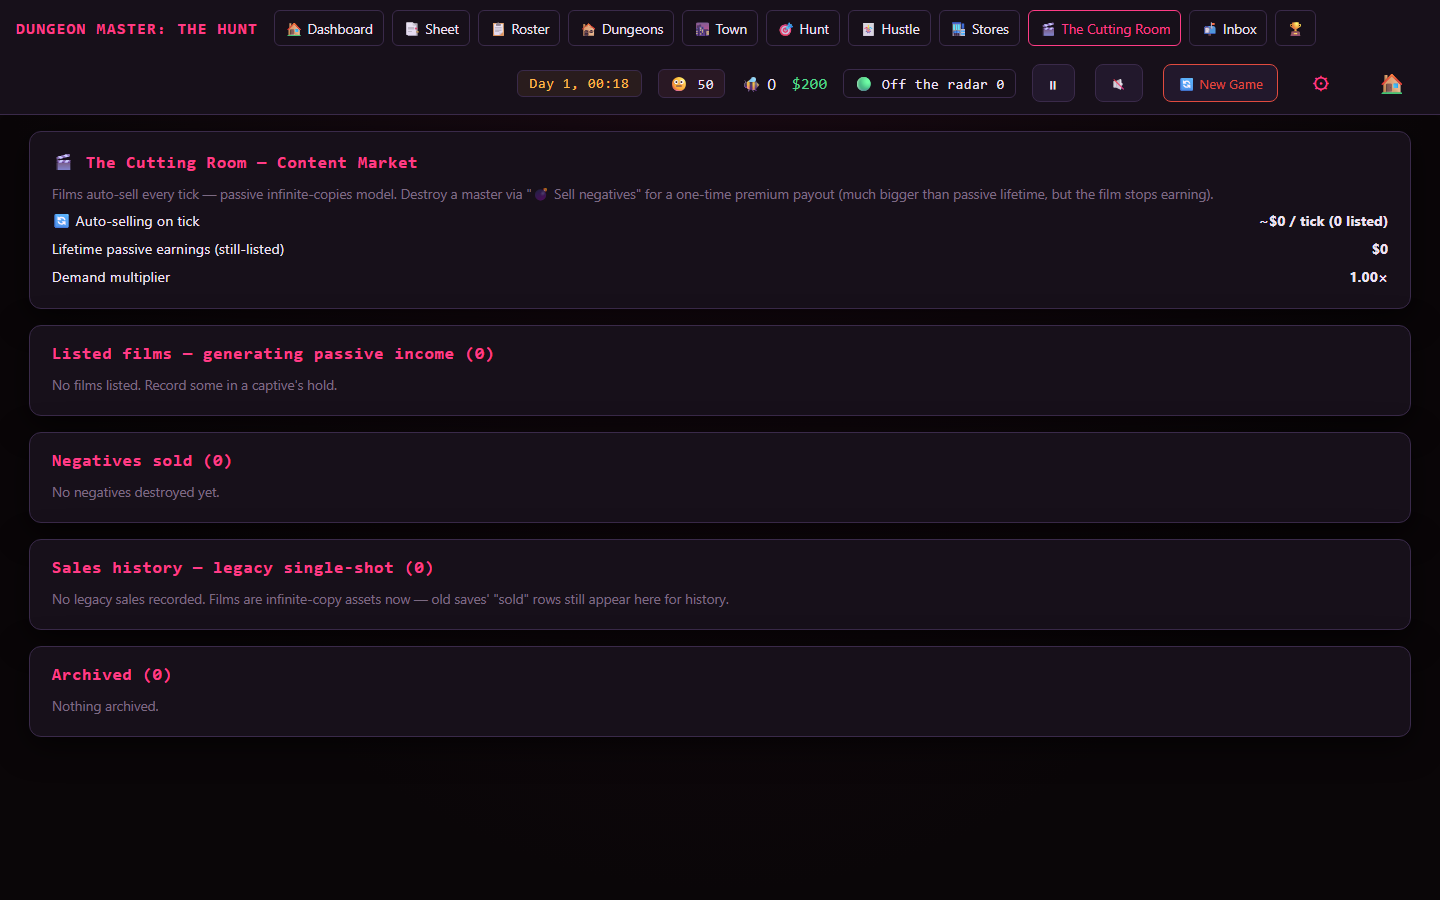 DUNGEON MASTER: THE HUNT
Dashboard
Sheet
Roster
Dungeons
Town
Hunt
Hustle
Stores
The Cutting Room
Inbox
Day 1, 00:18
50
0
$200
Off the radar 0
New Game
The Cutting Room — Content Market
Films auto-sell every tick — passive infinite-copies model. Destroy a master via "💣 Sell negatives" for a one-time premium payout (much bigger than passive lifetime, but the film stops earning).
Auto-selling on tick
~$0 / tick (0 listed)
Lifetime passive earnings (still-listed)
$0
Demand multiplier
1.00×
Listed films — generating passive income (0)
No films listed. Record some in a captive's hold.
Negatives sold (0)
No negatives destroyed yet.
Sales history — legacy single-shot (0)
No legacy sales recorded. Films are infinite-copy assets now — old saves' "sold" rows still appear here for history.
Archived (0)
Nothing archived.